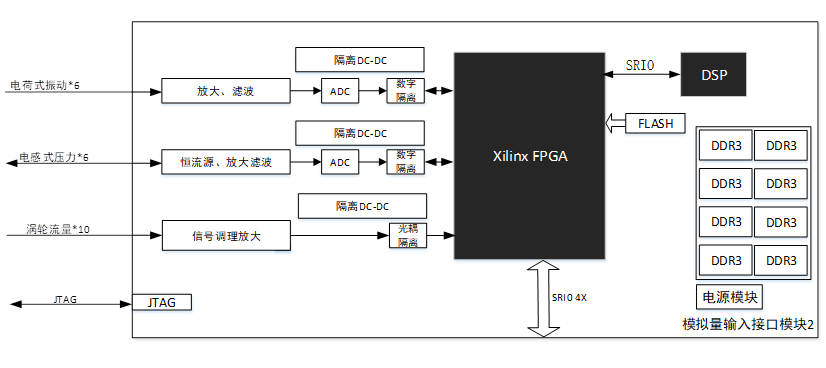 隔离DC-DC
SRIO
DSP
电荷式振动*6
放大、滤波
ADC
数字
隔离
FLASH
隔离DC-DC
Xilinx FPGA
DDR3 DDR3
电感式压力*6
恒流源、放大滤波
ADC
数字
隔离
DDR3 DDR3
隔离DC-DC
DDR3 DDR3
涡轮流量*10
信号调理放大
光耦
隔离
DDR3 DDR3
JTAG
JTAG
SRIO 4X
电源模块
模拟量输入接口模块2